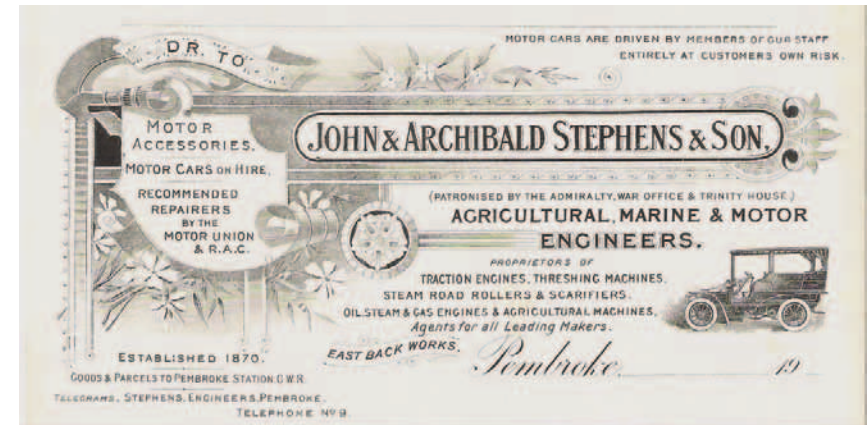 DR. TO
MOTOR CARS ARE DRIVEN BY MEMBERS OF OUR STAFF
ENTIRELY AT CUSTOMERS OWN RISK.
MOTOR
ACCESSORIES.
MOTOR CARS ON HIRE.
RECOMMENDED
REPAIRERS
BY THE
MOTOR UNION
& R.A.C.
JOHN & ARCHIBALD STEPHENS & SON,
(PATRONISED BY THE ADMIRALTY, WAR OFFICE & TRINITY HOUSE.)
AGRICULTURAL, MARINE & MOTOR
ENGINEERS.
PROPRIETORS OF
TRACTION ENGINES, THRESHING MACHINES.
STEAM ROAD ROLLERS & SCARIFIERS.
OIL STEAM & GAS ENGINES & AGRICULTURAL MACHINES.
Agents for all Leading Makers.
EAST BACK WORKS,
Pembroke, 19
ESTABLISHED 1870.
GOODS & PARCELS TO PEMBROKE STATION. G.W.R.
TELEGRAMS, STEPHENS, ENGINEERS, PEMBROKE.
TELEPHONE Nº 9.